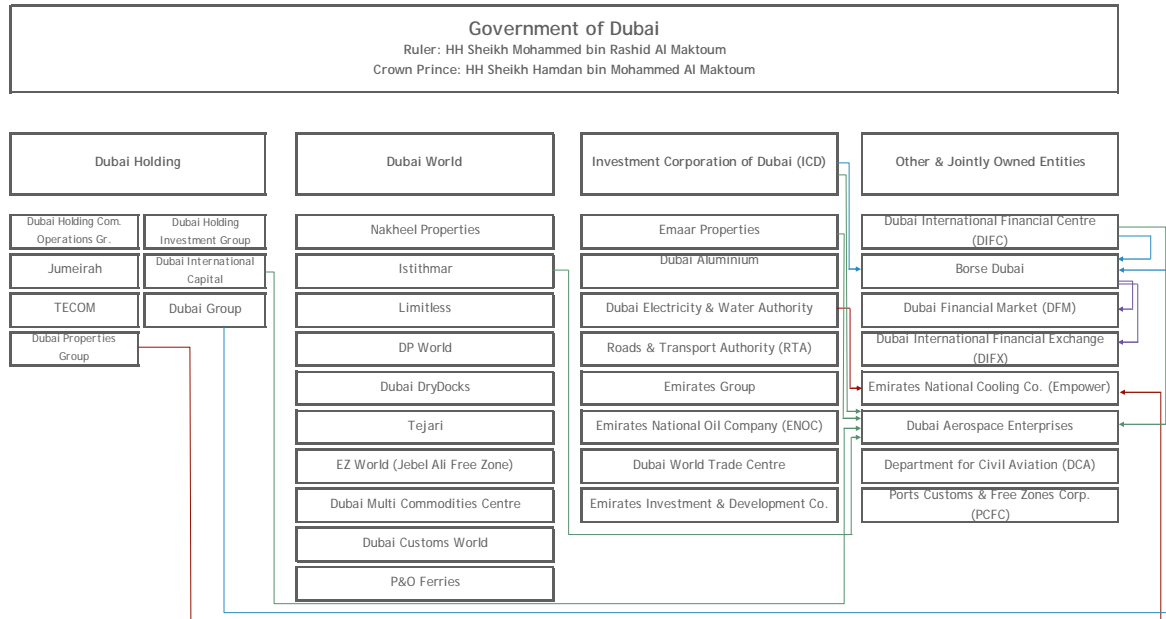 Government of Dubai
Ruler: HH Sheikh Mohammed bin Rashid Al Maktoum
Crown Prince: HH Sheikh Hamdan bin Mohammed Al Maktoum
Dubai Holding
Dubai World
Investment Corporation of Dubai (ICD)
Other & Jointly Owned Entities
Dubai Holding Com.
Operations Gr.
Jumeirah
TECOM
Dubai Properties
Group
Dubai Holding
Investment Group
Dubai International
Capital
Dubai Group
Nakheel Properties
Istithmar
Limitless
DP World
Dubai DryDocks
Tejari
EZ World (Jebel Ali Free Zone)
Dubai Multi Commodities Centre
Dubai Customs World
P&O Ferries
Emaar Properties
Dubai Aluminium
Dubai Electricity & Water Authority
Roads & Transport Authority (RTA)
Emirates Group
Emirates National Oil Company (ENOC)
Dubai World Trade Centre
Emirates Investment & Development Co.
Dubai International Financial Centre
(DIFC)
Borse Dubai
Dubai Financial Market (DFM)
Dubai International Financial Exchange
(DIFX)
Emirates National Cooling Co. (Empower)
Dubai Aerospace Enterprises
Department for Civil Aviation (DCA)
Ports Customs & Free Zones Corp.
(PCFC)